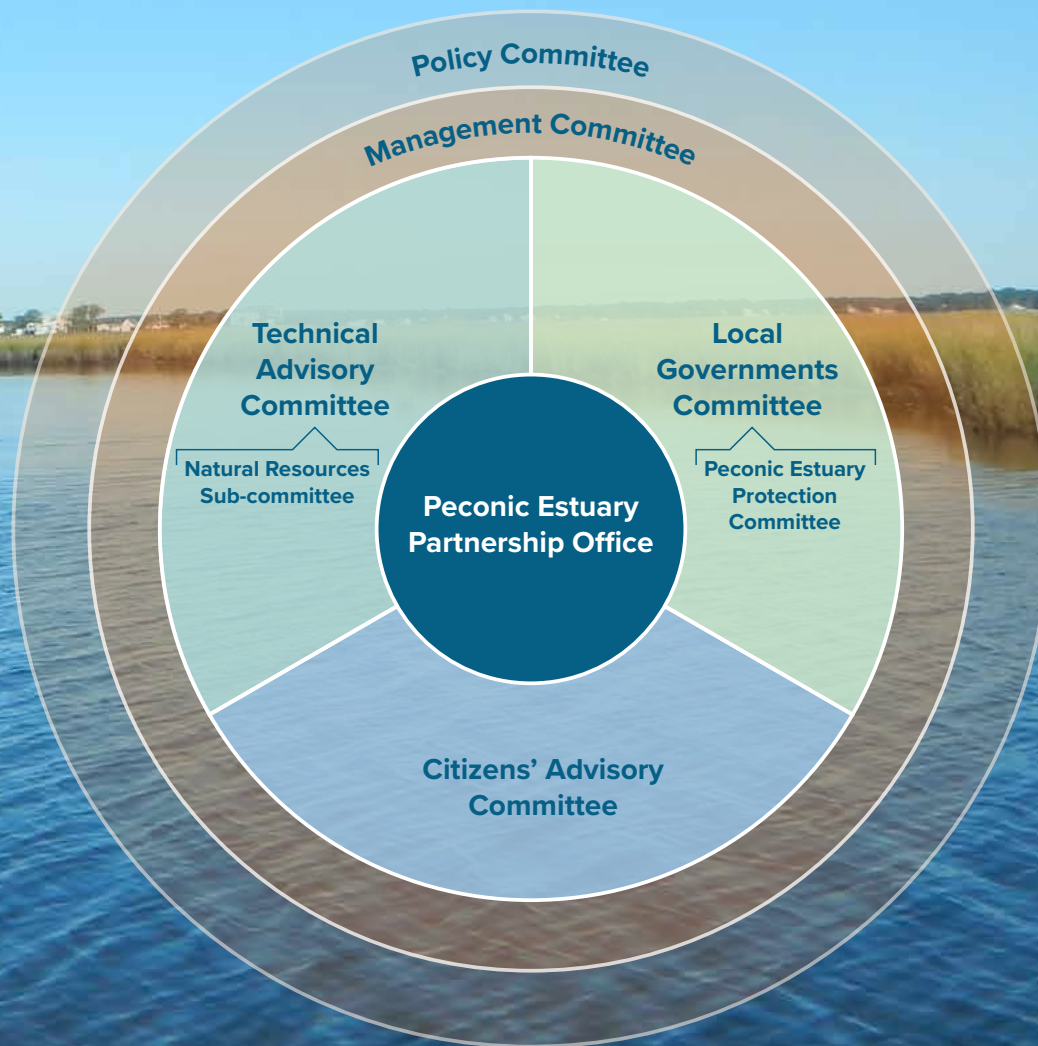 Policy Committee
Management Committee
Technical
Advisory
Committee
Natural Resources
Sub-committee
Local
Governments
Committee
Peconic Estuary
Protection
Committee
Peconic Estuary
Partnership Office
Citizens’ Advisory
Committee